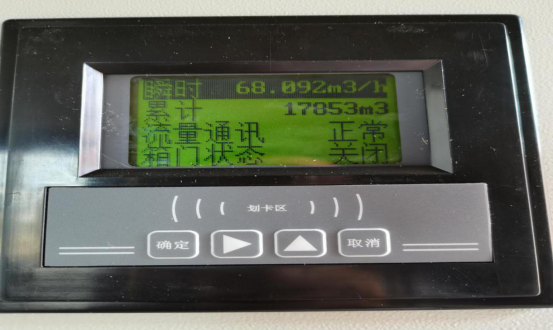 瞬时 68.092m3/h
累计 17853m3
流量通讯 正常
箱门状态 关闭
划卡区
确定 取消